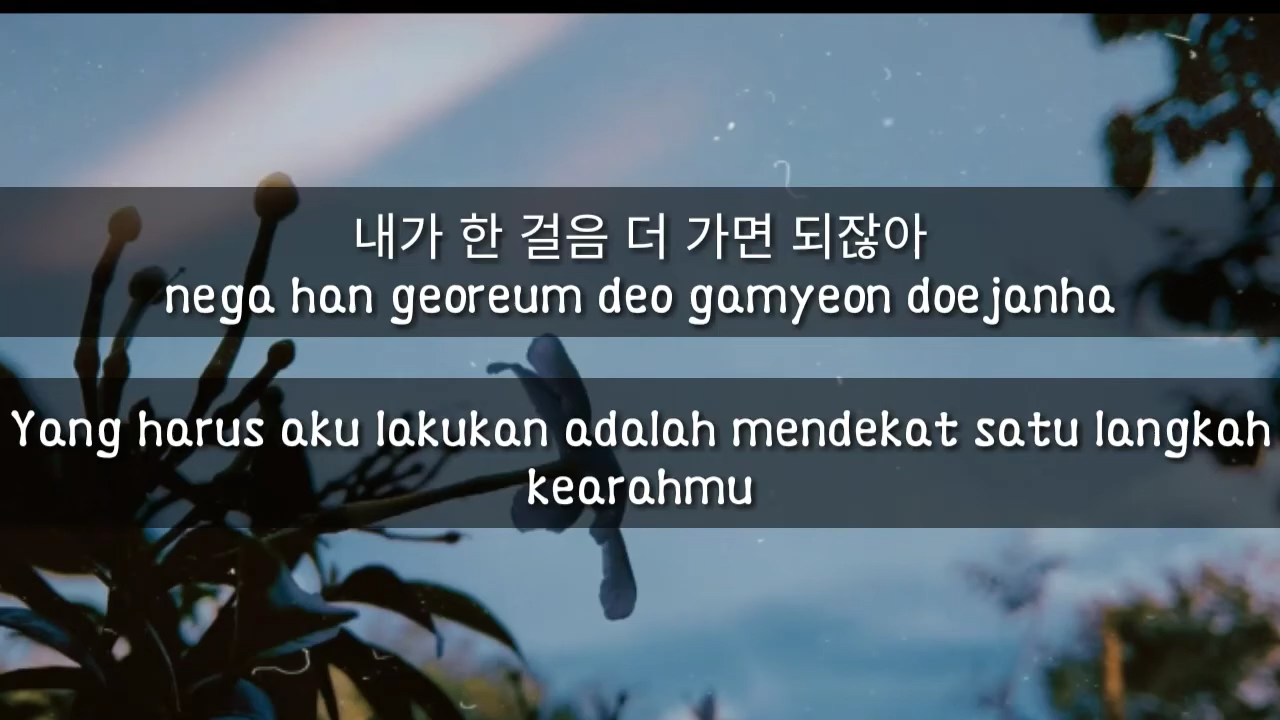 내가 한 걸음 더 가면 되잖아
nega han georeum deo gamyeon doejanha
Yang harus aku lakukan adalah mendekat satu langkah
kearahmu